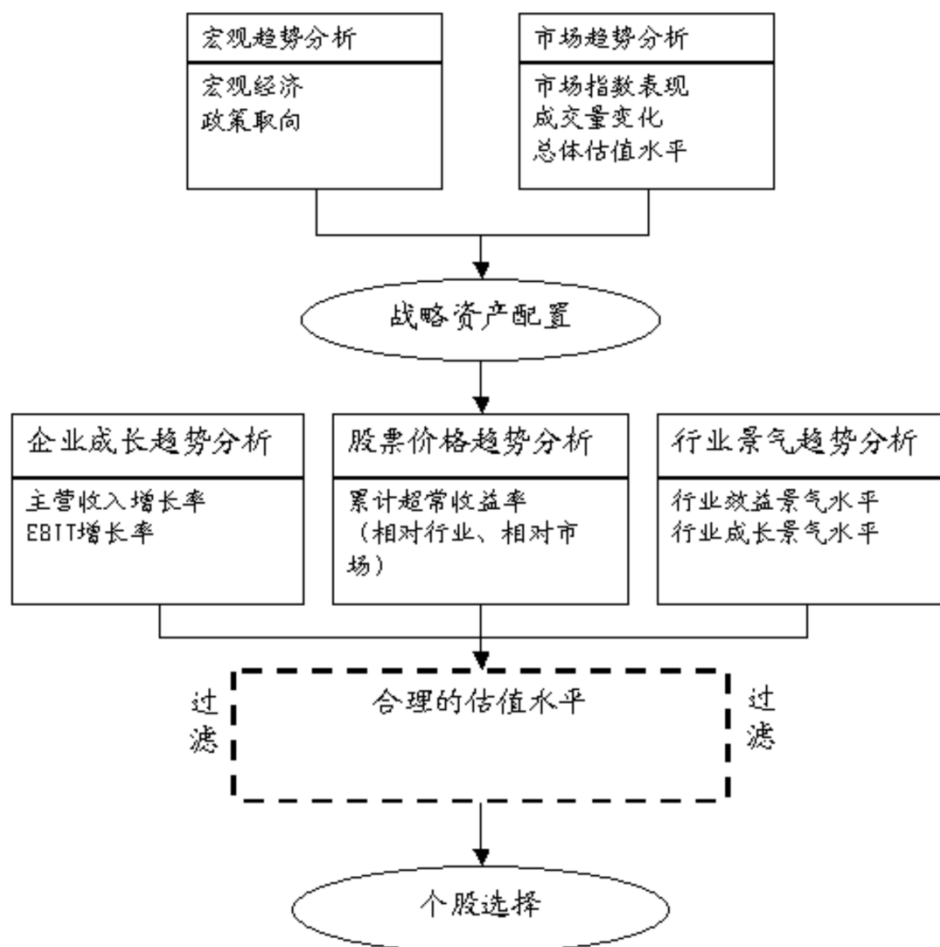 宏观趋势分析
宏观经济
政策取向
市场趋势分析
市场指数表现
成交量变化
总体估值水平
战略资产配置
企业成长趋势分析
主营收入增长率
EBIT增长率
股票价格趋势分析
累计超常收益率
（相对行业、相对市
场）
行业景气趋势分析
行业效益景气水平
行业成长景气水平
过滤
合理的估值水平
过滤
个股选择